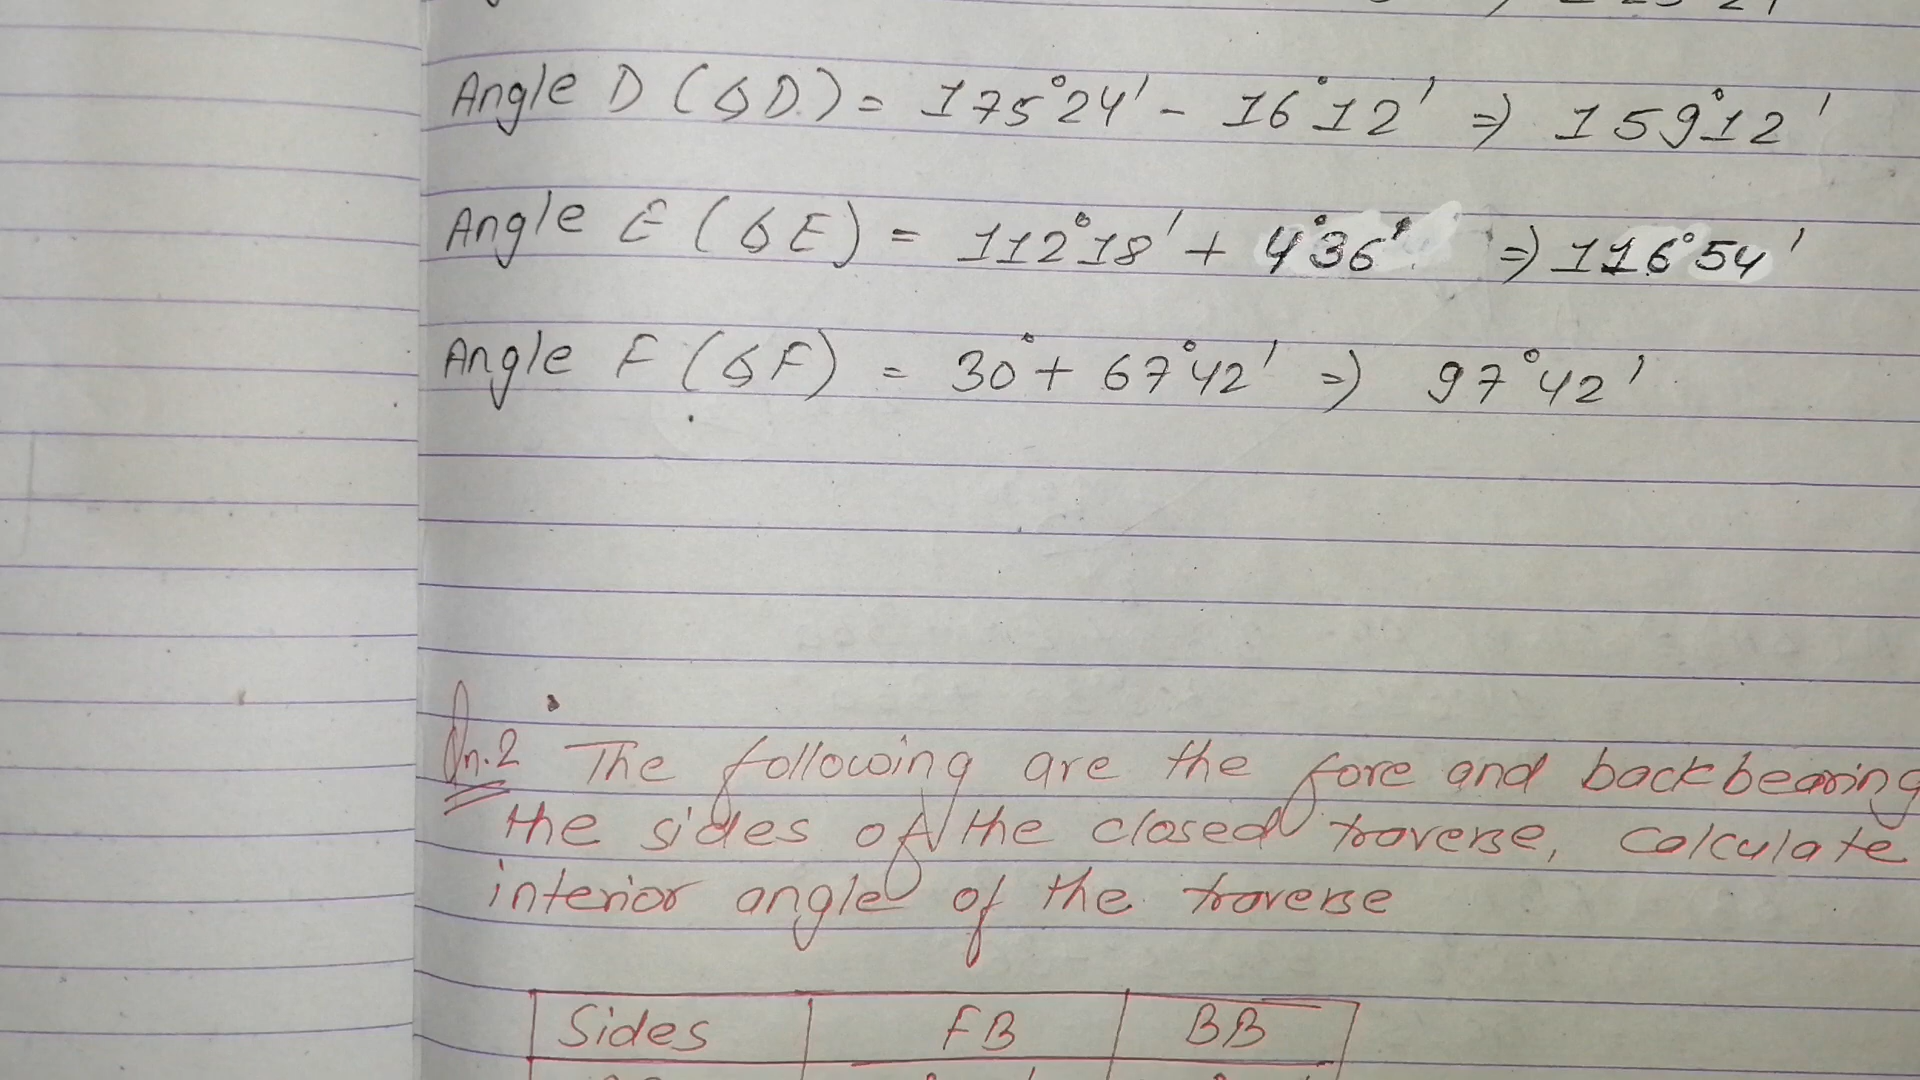 Angle D (∆D) = 175°24' - 16°12' => 159°12'
Angle E (∆E) = 112°18' + 4°36' => 116°54'
Angle F (∆F) = 30° + 67°42' => 97°42'
Qn.2 The following are the fore and back bearing
the sides of the closed traverse, calculate
interior angle of the traverse
Sides FB BB